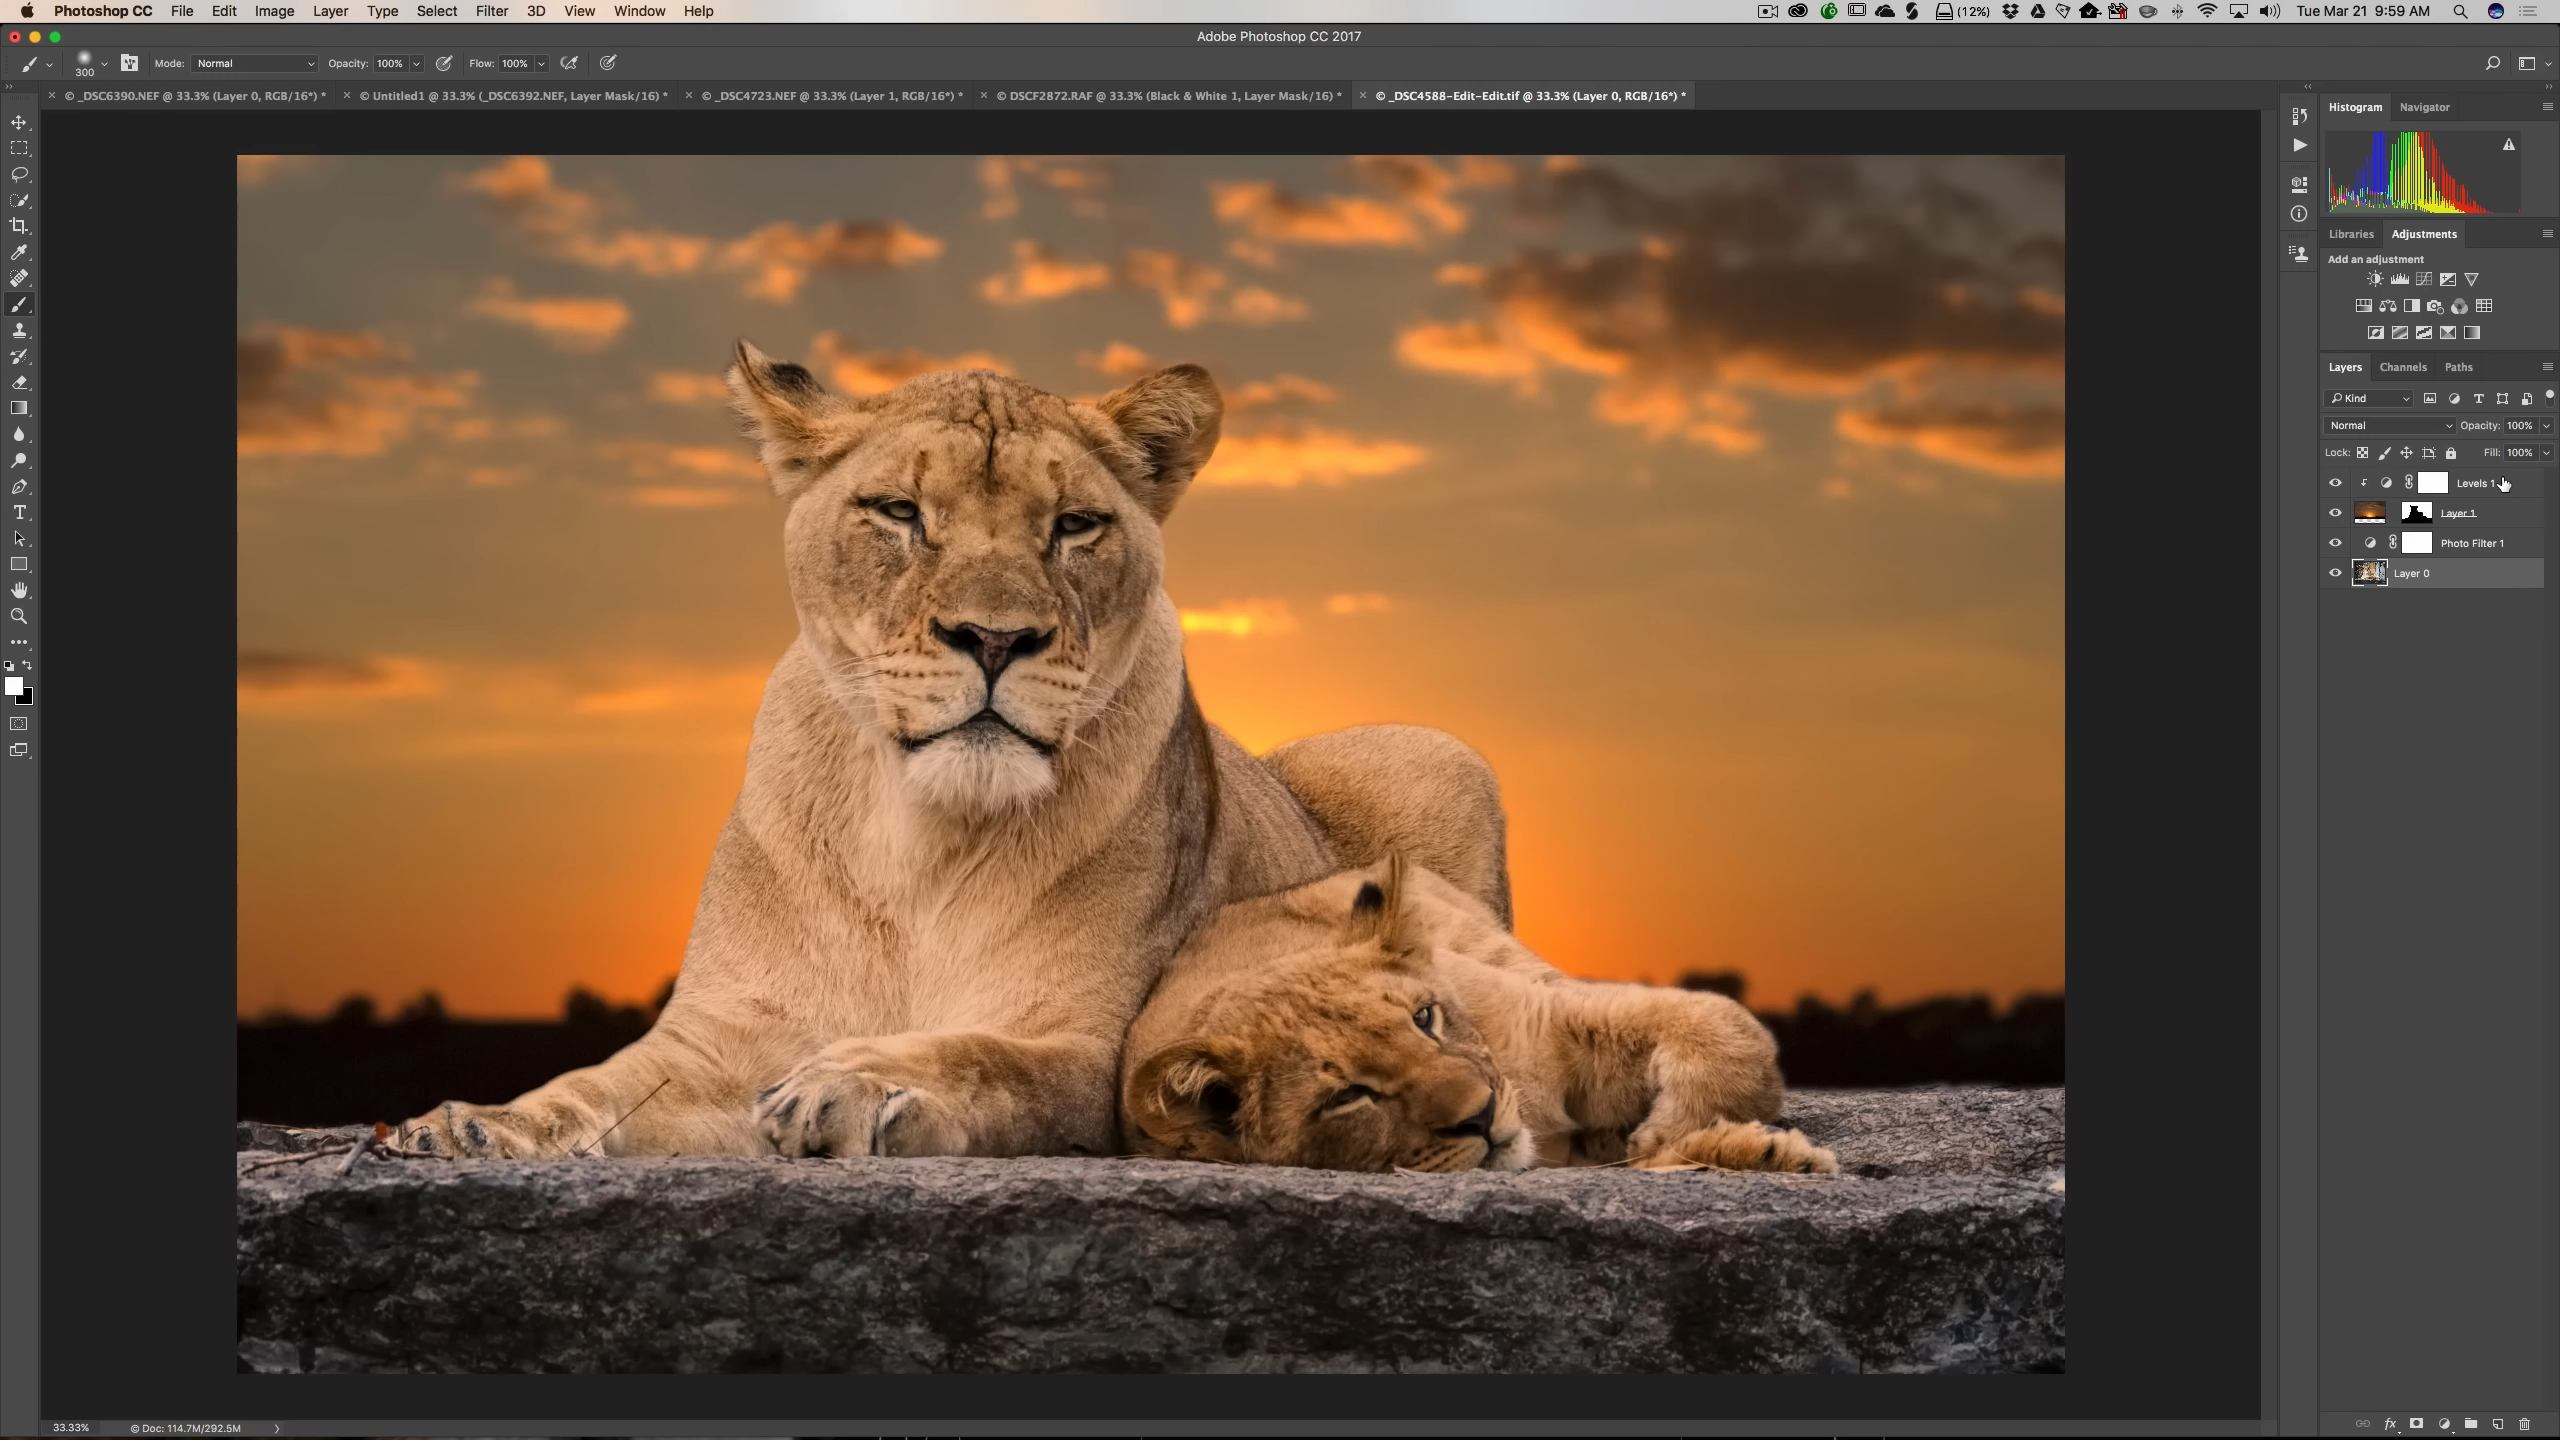 Photoshop CC File Edit Image Layer Type Select Filter 3D View Window Help (12%) Tue Mar 21 9:59 AM
Adobe Photoshop CC 2017
300 Mode: Normal Opacity: 100% Flow: 100%
© _DSC6390.NEF @ 33.3% (Layer 0, RGB/16*) * © Untitled1 @ 33.3% (_DSC6392.NEF, Layer Mask/16) * © _DSC4723.NEF @ 33.3% (Layer 1, RGB/16*) * © DSCF2872.RAF @ 33.3% (Black & White 1, Layer Mask/16) * © _DSC4588-Edit-Edit.tif @ 33.3% (Layer 0, RGB/16*) *
Histogram Navigator
Libraries Adjustments
Add an adjustment
Layers Channels Paths
Kind
Normal Opacity: 100%
Lock: Fill: 100%
Levels 1
Layer 1
Photo Filter 1
Layer 0
33.33% © Doc: 114.7M/292.5M